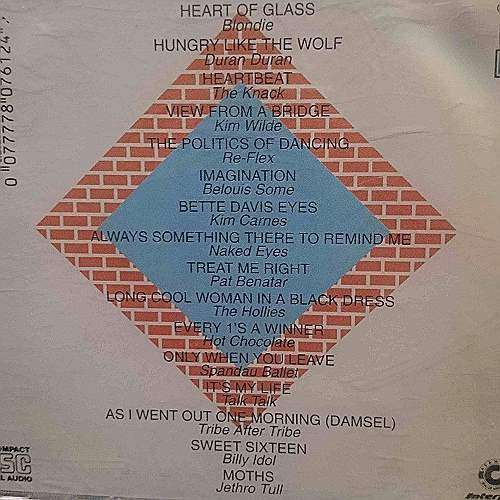 HEART OF GLASS
Blondie
HUNGRY LIKE THE WOLF
Duran Duran
HEARTBEAT
The Knack
VIEW FROM A BRIDGE
Kim Wilde
THE POLITICS OF DANCING
Re-Flex
IMAGINATION
Belouis Some
BETTE DAVIS EYES
Kim Carnes
ALWAYS SOMETHING THERE TO REMIND ME
Naked Eyes
TREAT ME RIGHT
Pat Benatar
LONG COOL WOMAN IN A BLACK DRESS
The Hollies
EVERY 1'S A WINNER
Hot Chocolate
ONLY WHEN YOU LEAVE
Spandau Ballet
IT'S MY LIFE
Talk Talk
AS I WENT OUT ONE MORNING (DAMSEL)
Tribe After Tribe
SWEET SIXTEEN
Billy Idol
MOTHS
Jethro Tull
0 077778 076124